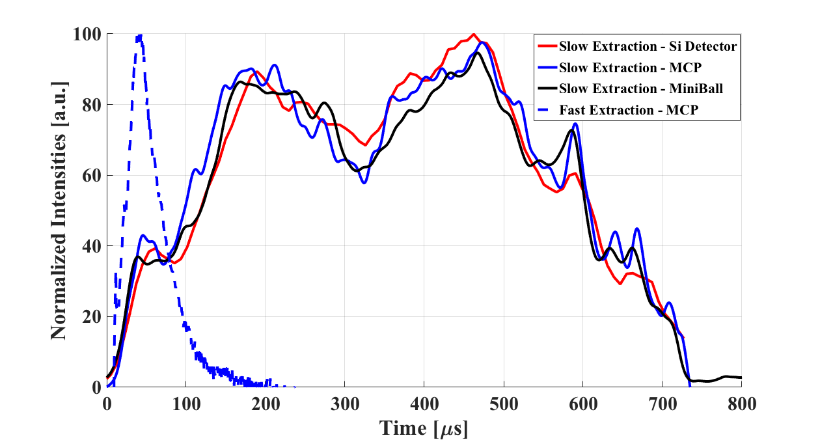 Normalized Intensities [a.u.]
100
80
60
40
20
0
Slow Extraction - Si Detector
Slow Extraction - MCP
Slow Extraction - MiniBall
Fast Extraction - MCP
0 100 200 300 400 500 600 700 800
Time [μs]